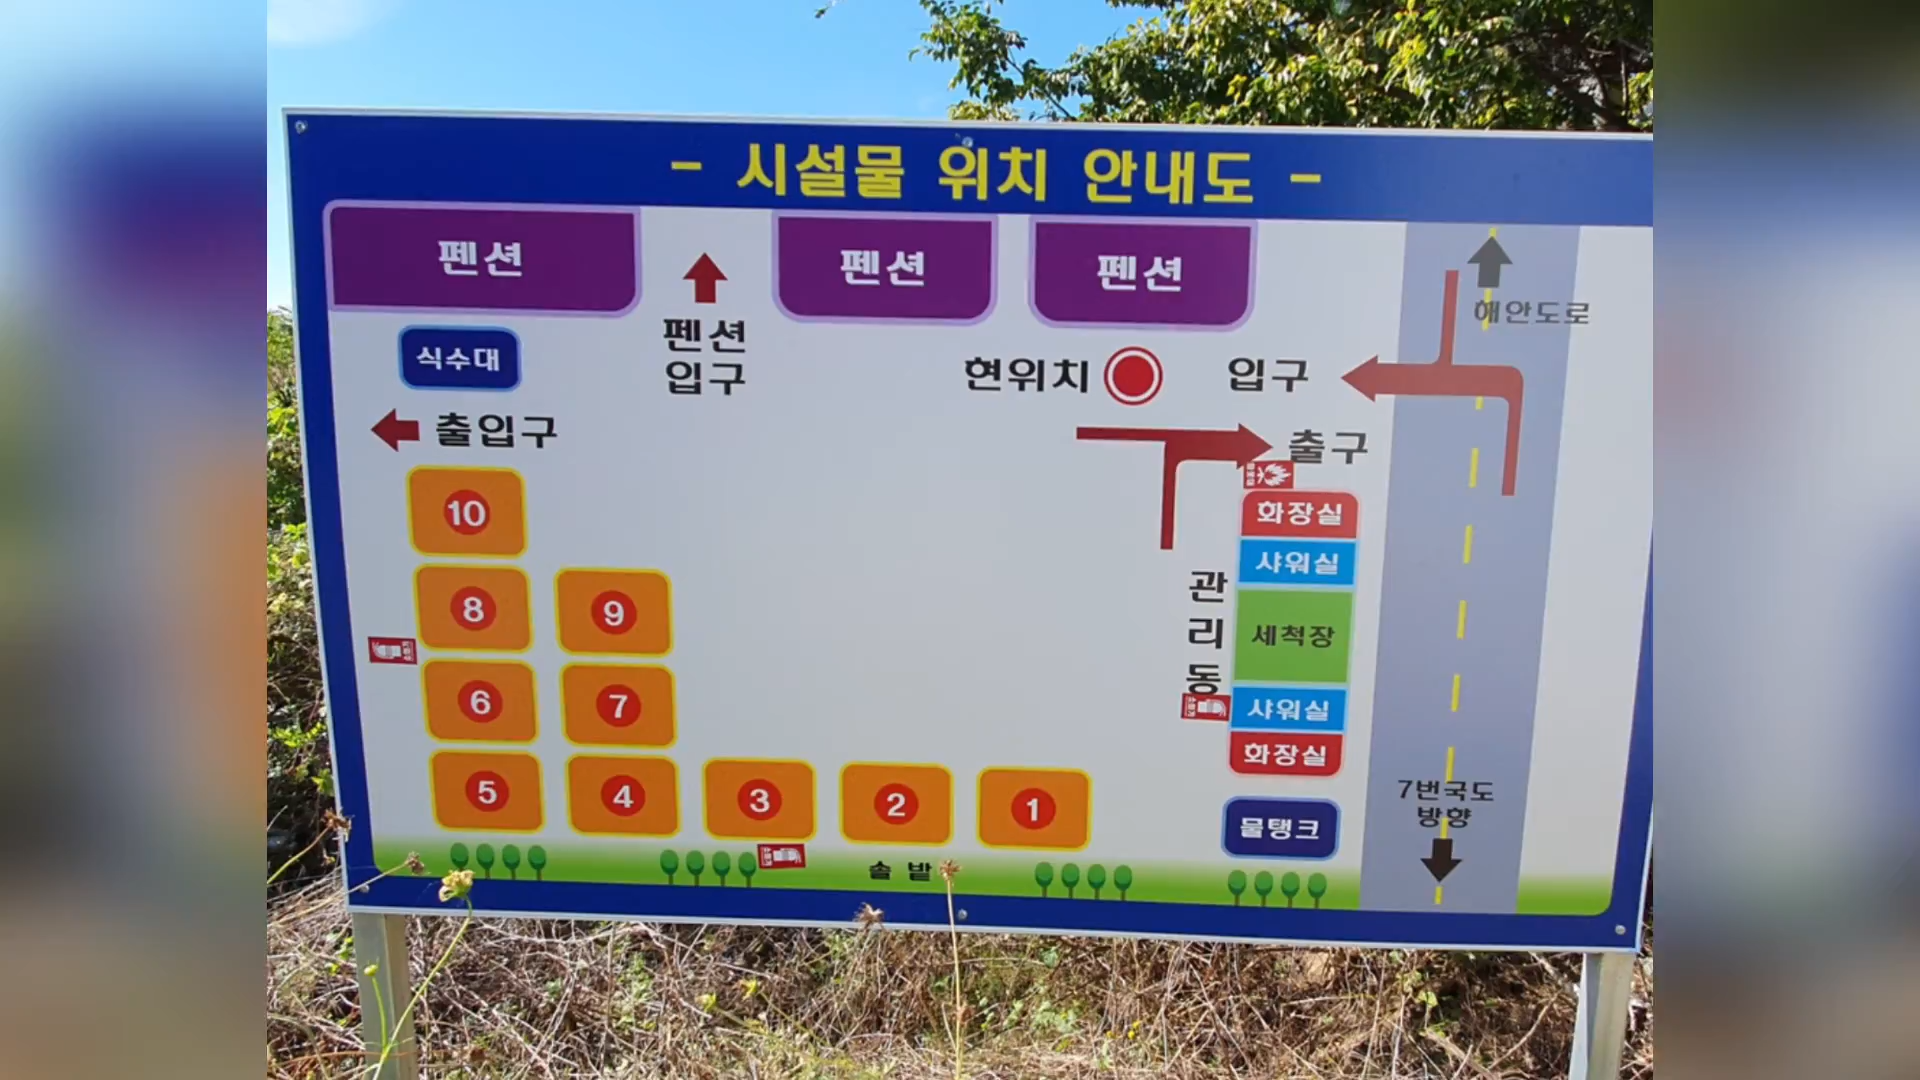 - 시설물 위치 안내도 -
펜션
펜션
펜션
펜션
입구
식수대
출입구
현위치
입구
해안도로
출구
10
8
9
6
7
5
4
3
2
1
관
리
동
화장실
샤워실
세척장
샤워실
화장실
물탱크
7번국도
방향
솔 밭